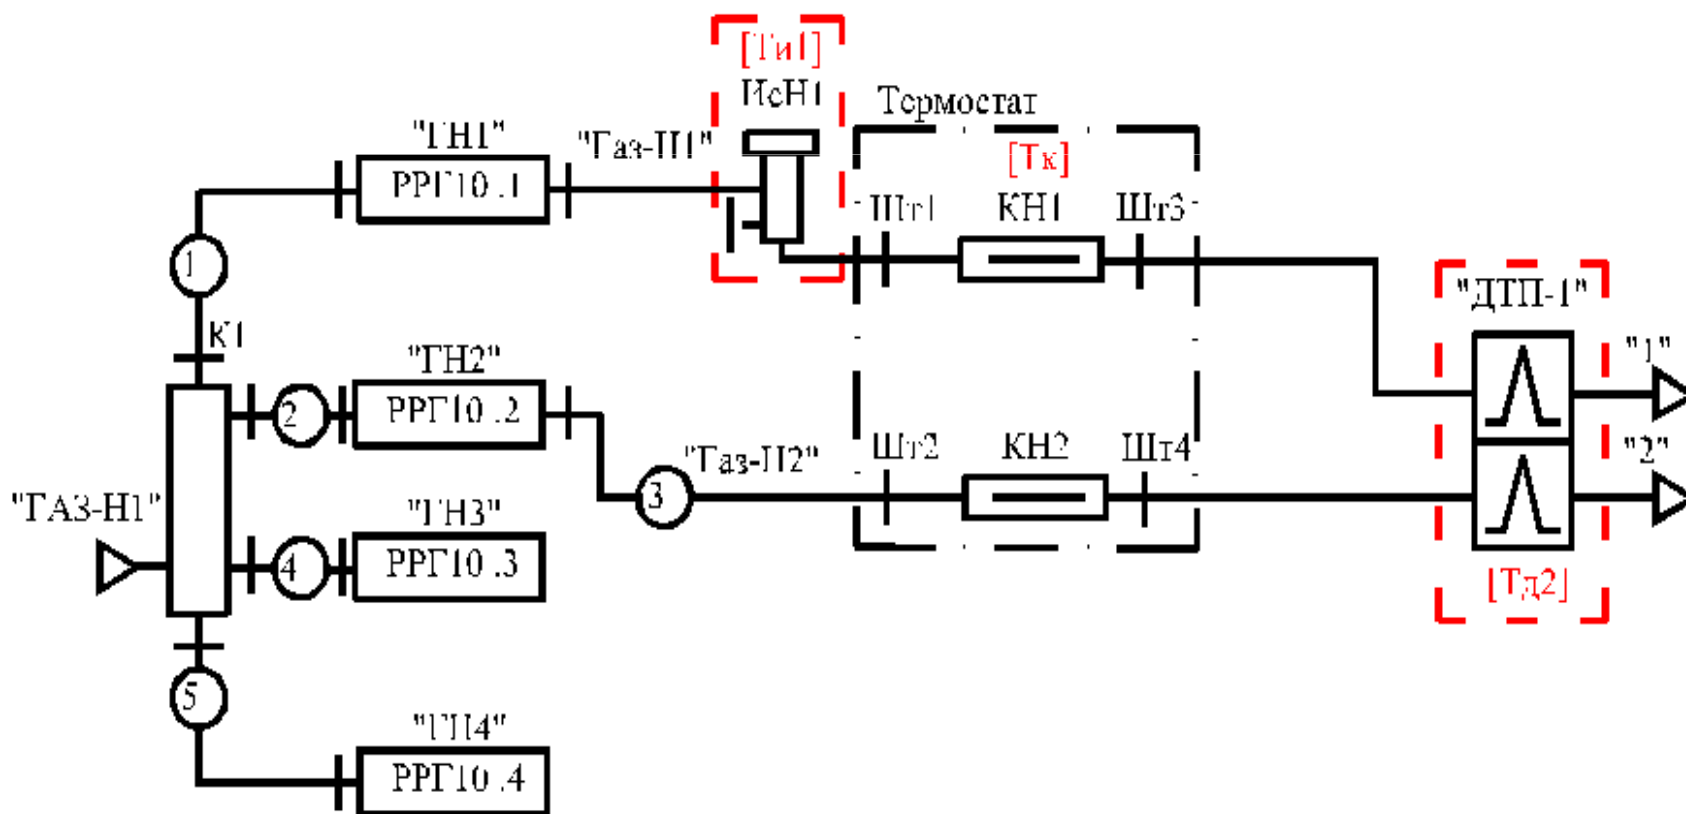 [Ти1]
ИсН1
Термостат
"ГН1"
"Газ-Н1"
[Тк]
РРГ10 .1
Шт1
КН1
Шт3
1
"ДТП-1"
К1
"ГН2"
"1"
РРГ10 .2
2
"Газ-Н2"
Шт2
КН2
Шт4
"2"
3
"ГАЗ-Н1"
"ГН3"
4
РРГ10 .3
[Тд2]
5
"ГН4"
РРГ10 .4